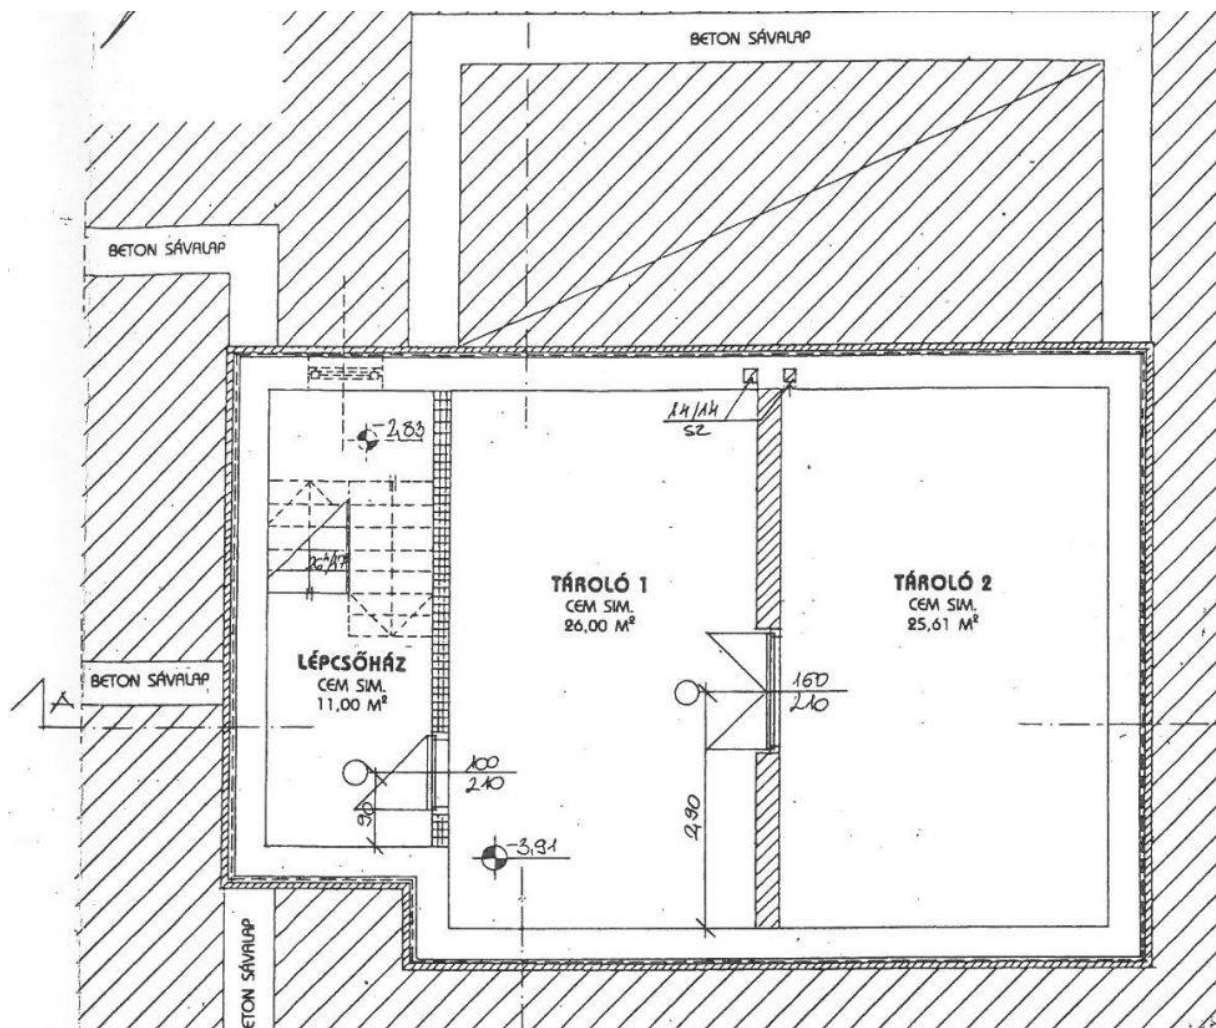 BETON SÁVALAP
BETON SÁVALAP
14/14
SZ
-2,83
TÁROLÓ 1
CEM SIM.
26,00 M²
TÁROLÓ 2
CEM SIM.
25,61 M²
LÉPCSŐHÁZ
CEM SIM.
11,00 M²
BETON SÁVALAP
A
160
210
100
210
90
2,90
-3,91
BETON SÁVALAP